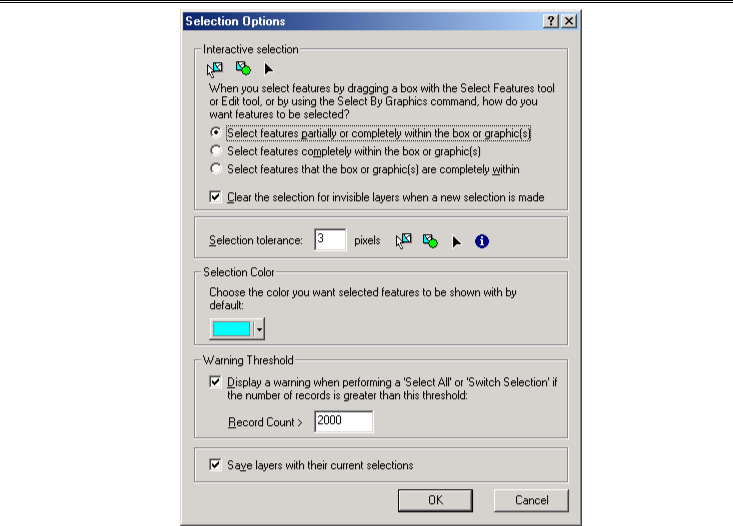 Selection Options
Interactive selection
When you select features by dragging a box with the Select Features tool
or Edit tool, or by using the Select By Graphics command, how do you
want features to be selected?
Select features partially or completely within the box or graphic(s)
Select features completely within the box or graphic(s)
Select features that the box or graphic(s) are completely within
Clear the selection for invisible layers when a new selection is made
Selection tolerance: 3 pixels
Selection Color
Choose the color you want selected features to be shown with by
default:
Warning Threshold
Display a warning when performing a 'Select All' or 'Switch Selection' if
the number of records is greater than this threshold:
Record Count > 2000
Save layers with their current selections
OK Cancel